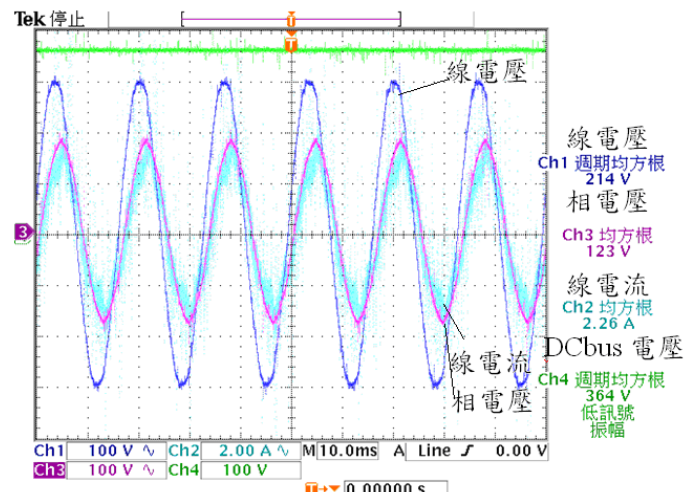 Tek 停止
T
T
線電壓
線電壓
Ch1 週期均方根
214 V
相電壓
3
Ch3 均方根
123 V
線電流
Ch2 均方根
2.26 A
DCbus 電壓
線電流
Ch4 週期均方根
364 V
相電壓
低訊號
振幅
Ch1 100 V ∿ Ch2 2.00 A ∿ M 10.0ms A Line ƒ 0.00 V
Ch3 100 V ∿ Ch4 100 V
T→▼ 0.00000 s